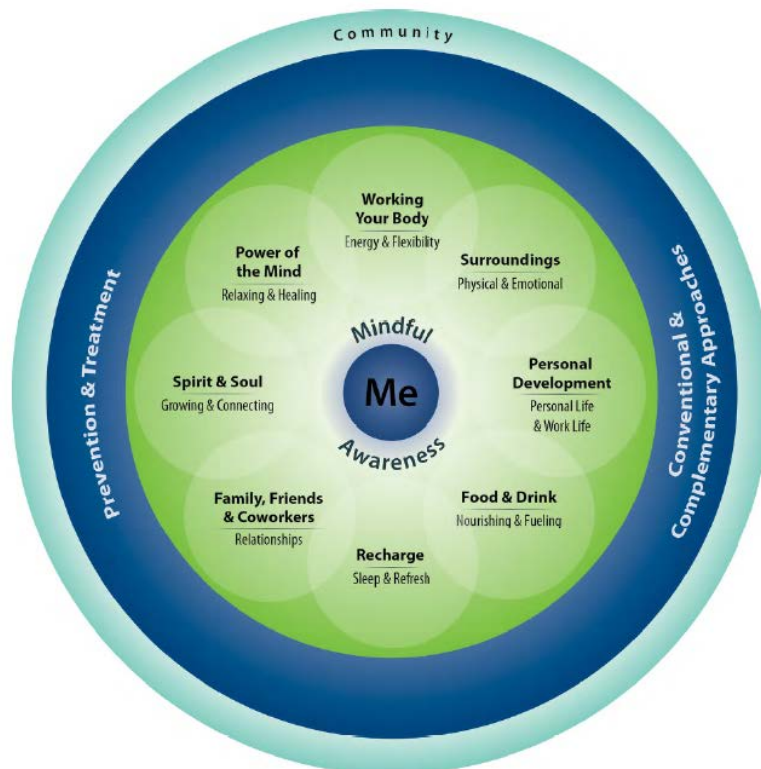 Community
Prevention & Treatment
Conventional &
Complementary Approaches
Working
Your Body
Energy & Flexibility
Surroundings
Physical & Emotional
Personal
Development
Personal Life
& Work Life
Food & Drink
Nourishing & Fueling
Recharge
Sleep & Refresh
Family, Friends
& Coworkers
Relationships
Spirit & Soul
Growing & Connecting
Power of
the Mind
Relaxing & Healing
Mindful
Me
Awareness